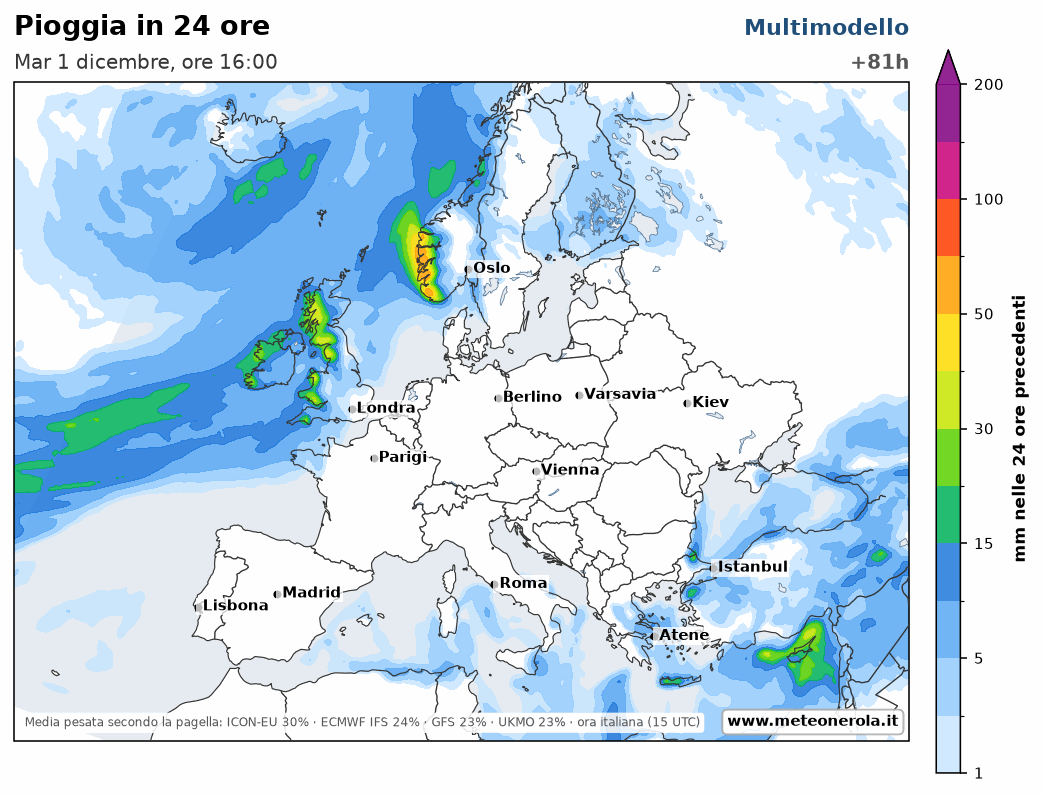 Pioggia in 24 ore
Multimodello
Mar 1 dicembre, ore 16:00
+81h
200
100
50
30
15
5
1
mm nelle 24 ore precedenti
Oslo
Londra
Berlino
Varsavia
Kiev
Parigi
Vienna
Istanbul
Roma
Madrid
Lisbona
Atene
Media pesata secondo la pagella: ICON-EU 30% · ECMWF IFS 24% · GFS 23% · UKMO 23% · ora italiana (15 UTC)
www.meteonerola.it